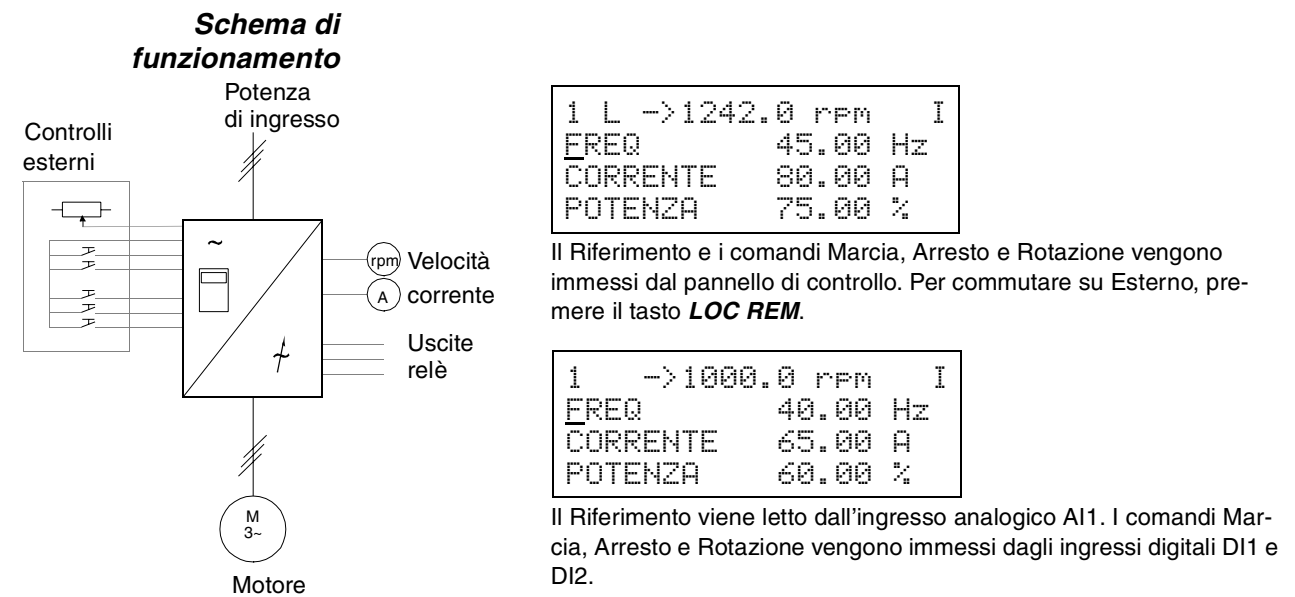 Schema di
funzionamento
Potenza
di ingresso
Controlli
esterni
~
rpm Velocità
A corrente
Uscite
relè
M
3~
Motore
1 L ->1242.0 rpm I
FREQ 45.00 Hz
CORRENTE 80.00 A
POTENZA 75.00 %
Il Riferimento e i comandi Marcia, Arresto e Rotazione vengono
immessi dal pannello di controllo. Per commutare su Esterno, pre-
mere il tasto LOC REM.
1 ->1000.0 rpm I
FREQ 40.00 Hz
CORRENTE 65.00 A
POTENZA 60.00 %
Il Riferimento viene letto dall'ingresso analogico AI1. I comandi Mar-
cia, Arresto e Rotazione vengono immessi dagli ingressi digitali DI1 e
DI2.